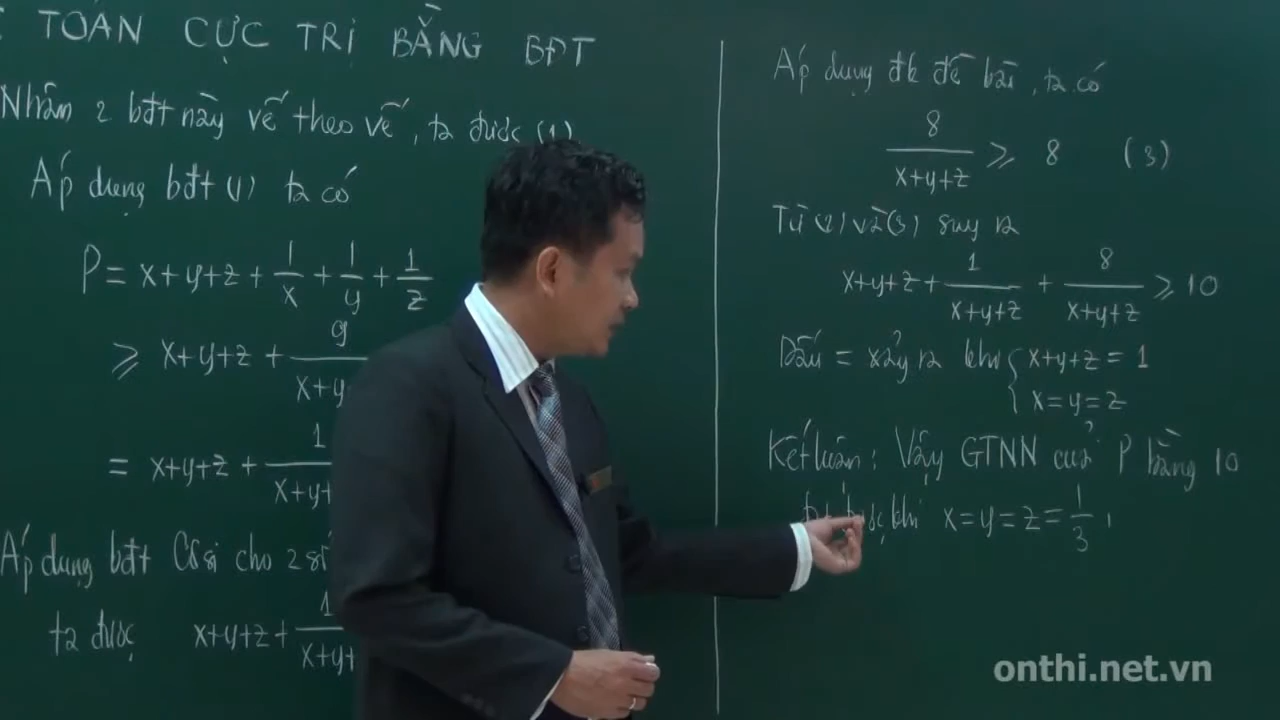 TOÁN CỰC TRỊ BẰNG BĐT
Nhân 2 bđt này vế theo vế, ta được (1)
Áp dụng bđt (1) ta có
P = x+y+z + 1/x + 1/y + 1/z
≥ x+y+z + 9/x+y
= x+y+z + 1/x+y+
Áp dụng bđt Cô si cho 2 số
ta được x+y+z + 1/x+y+
Áp dụng đk đề bài, ta có
8/x+y+z ≥ 8 (3)
Từ (2) và (3) suy ra
x+y+z + 1/x+y+z + 8/x+y+z ≥ 10
Dấu = xảy ra khi { x+y+z = 1
x = y = z
Kết luận: Vậy GTNN của P bằng 10
được khi x = y = z = 1/3
onthi.net.vn